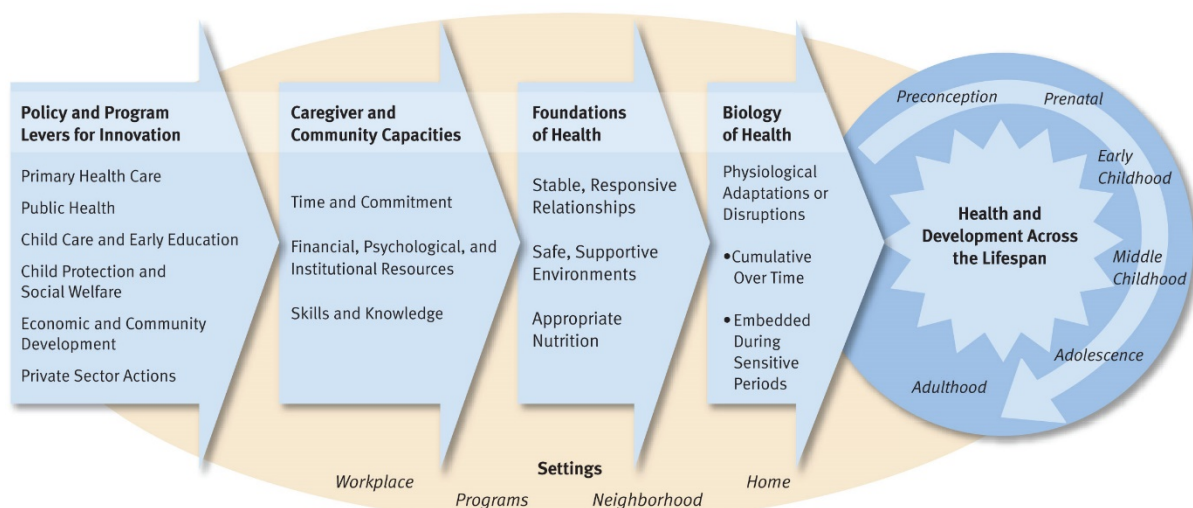 Policy and Program
Levers for Innovation
Primary Health Care
Public Health
Child Care and Early Education
Child Protection and
Social Welfare
Economic and Community
Development
Private Sector Actions
Caregiver and
Community Capacities
Time and Commitment
Financial, Psychological, and
Institutional Resources
Skills and Knowledge
Foundations
of Health
Stable, Responsive
Relationships
Safe, Supportive
Environments
Appropriate
Nutrition
Biology
of Health
Physiological
Adaptations or
Disruptions
•Cumulative
Over Time
•Embedded
During
Sensitive
Periods
Health and
Development Across
the Lifespan
Preconception
Prenatal
Early
Childhood
Middle
Childhood
Adolescence
Adulthood
Settings
Workplace
Programs
Neighborhood
Home